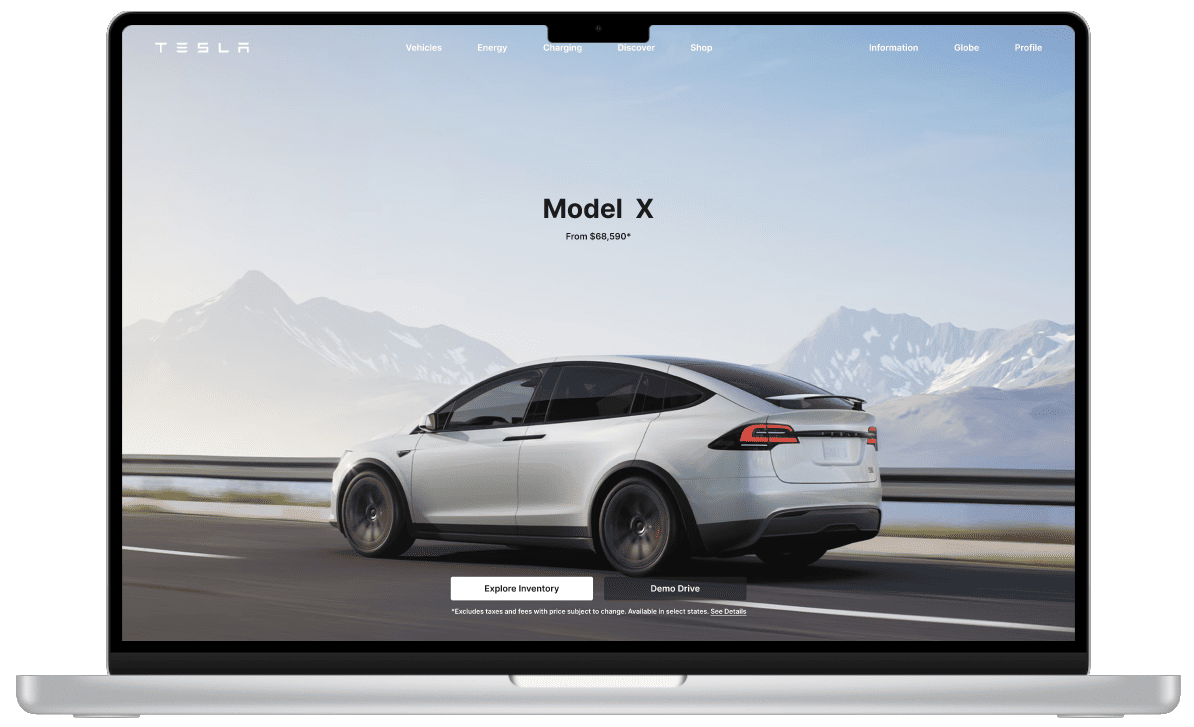 TESLA Vehicles Energy Charging Discover Shop Information Globe Profile
Model X
From $68,590*
TESLA
Explore Inventory Demo Drive
*Excludes taxes and fees with price subject to change. Available in select states. See Details